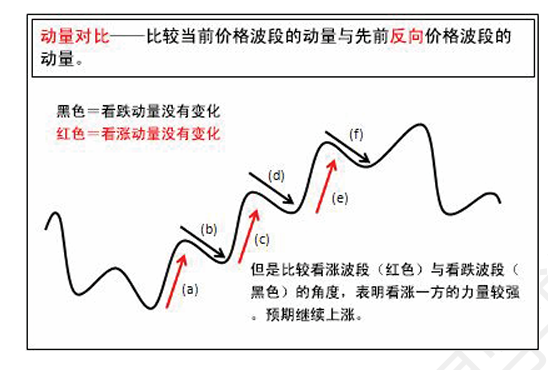 动量对比——比较当前价格波段的动量与先前反向价格波段的
动量。
黑色＝看跌动量没有变化
红色＝看涨动量没有变化
(f)
(d)
(b)
(e)
(c)
(a)
但是比较看涨波段（红色）与看跌波段（
黑色）的角度，表明看涨一方的力量较强
。预期继续上涨。